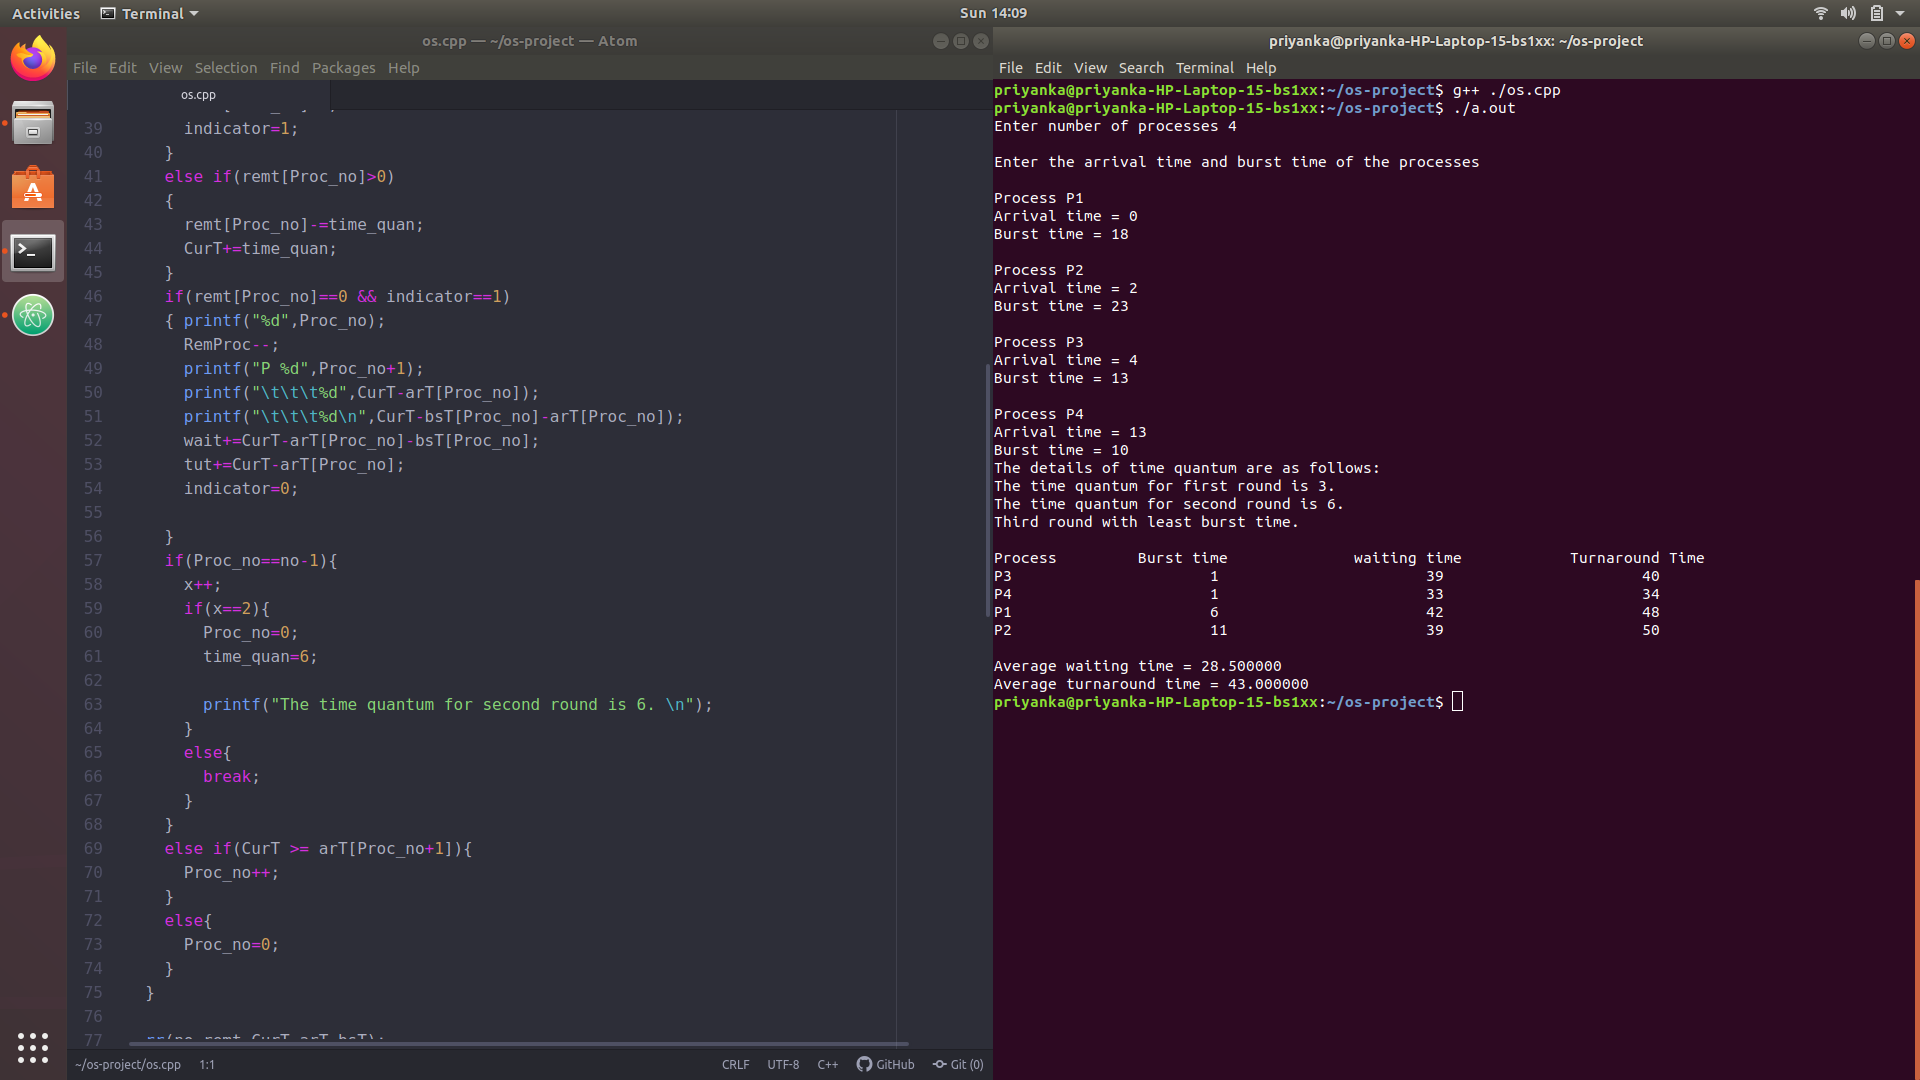 Activities Terminal Sun 14:09
os.cpp — ~/os-project — Atom
File Edit View Selection Find Packages Help
os.cpp
39 indicator=1;
40 }
41 else if(remt[Proc_no]>0)
42 {
43 remt[Proc_no]-=time_quan;
44 CurT+=time_quan;
45 }
46 if(remt[Proc_no]==0 && indicator==1)
47 { printf("%d",Proc_no);
48 RemProc--;
49 printf("P %d",Proc_no+1);
50 printf("\t\t\t%d",CurT-arT[Proc_no]);
51 printf("\t\t\t%d\n",CurT-bsT[Proc_no]-arT[Proc_no]);
52 wait+=CurT-arT[Proc_no]-bsT[Proc_no];
53 tut+=CurT-arT[Proc_no];
54 indicator=0;
55
56 }
57 if(Proc_no==no-1){
58 x++;
59 if(x==2){
60 Proc_no=0;
61 time_quan=6;
62
63 printf("The time quantum for second round is 6. \n");
64 }
65 else{
66 break;
67 }
68 }
69 else if(CurT >= arT[Proc_no+1]){
70 Proc_no++;
71 }
72 else{
73 Proc_no=0;
74 }
75 }
76
77 rr(no,remt,CurT,arT,bsT);
~/os-project/os.cpp 1:1 CRLF UTF-8 C++ GitHub Git (0)
priyanka@priyanka-HP-Laptop-15-bs1xx: ~/os-project
File Edit View Search Terminal Help
priyanka@priyanka-HP-Laptop-15-bs1xx:~/os-project$ g++ ./os.cpp
priyanka@priyanka-HP-Laptop-15-bs1xx:~/os-project$ ./a.out
Enter number of processes 4
Enter the arrival time and burst time of the processes
Process P1
Arrival time = 0
Burst time = 18
Process P2
Arrival time = 2
Burst time = 23
Process P3
Arrival time = 4
Burst time = 13
Process P4
Arrival time = 13
Burst time = 10
The details of time quantum are as follows:
The time quantum for first round is 3.
The time quantum for second round is 6.
Third round with least burst time.
Process Burst time waiting time Turnaround Time
P3 1 39 40
P4 1 33 34
P1 6 42 48
P2 11 39 50
Average waiting time = 28.500000
Average turnaround time = 43.000000
priyanka@priyanka-HP-Laptop-15-bs1xx:~/os-project$